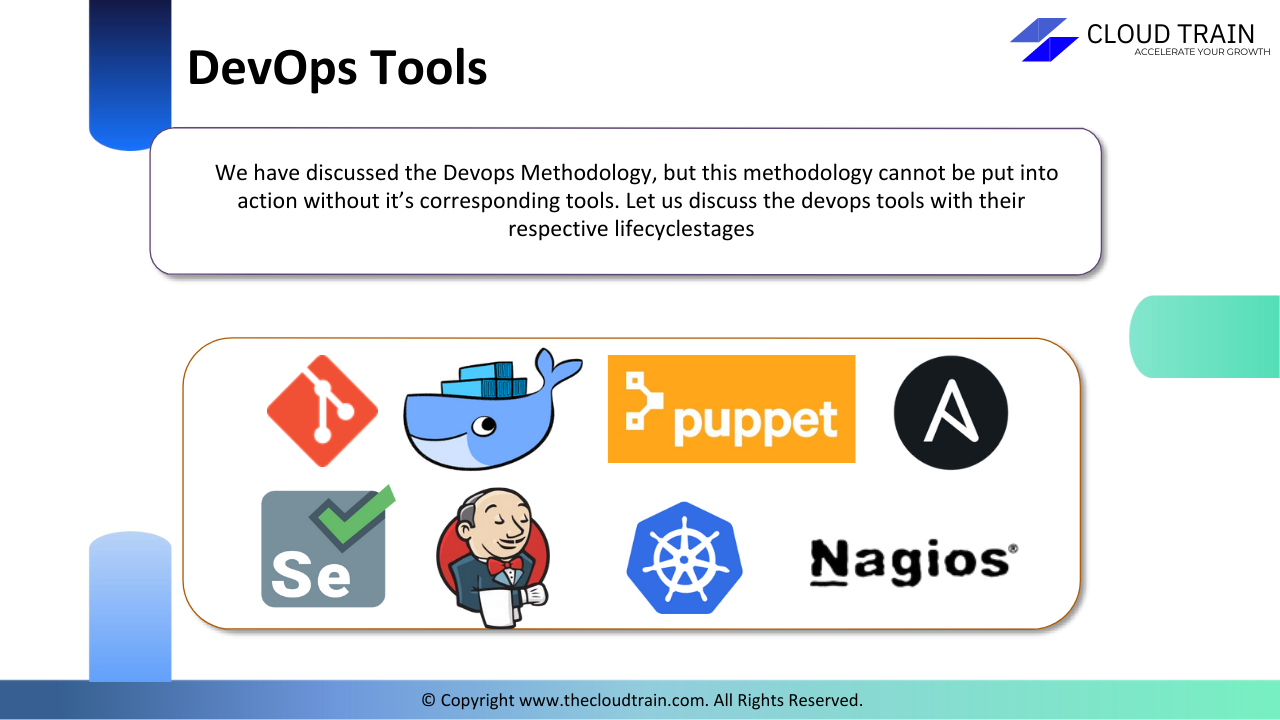 DevOps Tools
CLOUD TRAIN
ACCELERATE YOUR GROWTH
We have discussed the Devops Methodology, but this methodology cannot be put into
action without it’s corresponding tools. Let us discuss the devops tools with their
respective lifecyclestages
puppet
Se
Nagios®
© Copyright www.thecloudtrain.com. All Rights Reserved.